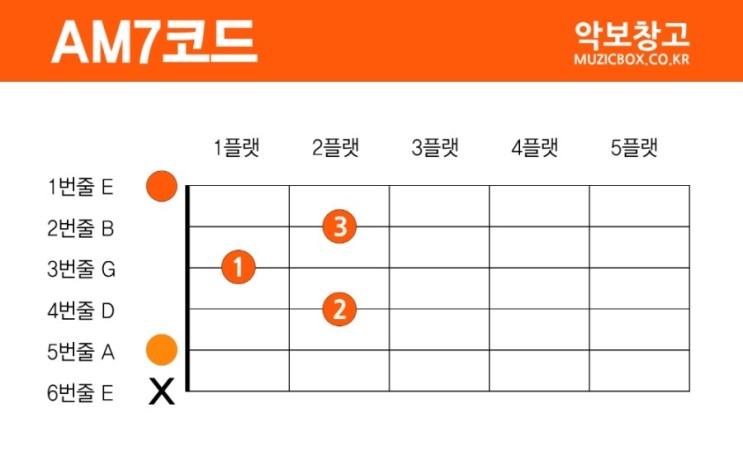 AM7코드
악보창고
MUZICBOX.CO.KR
1플랫 2플랫 3플랫 4플랫 5플랫
1번줄 E
2번줄 B 3
3번줄 G 1
4번줄 D 2
5번줄 A
6번줄 E X